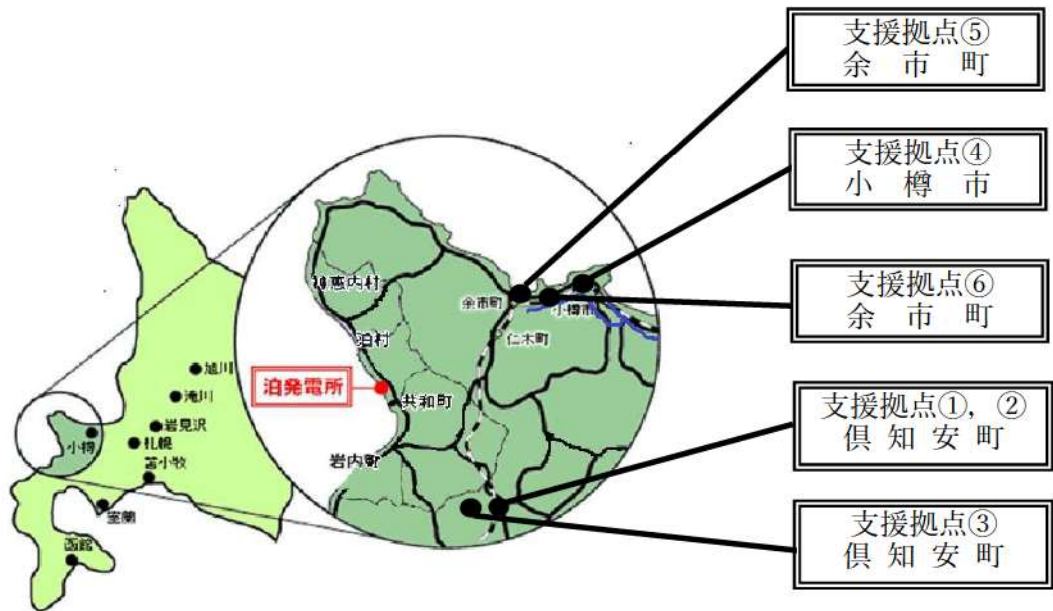 支援拠点⑤
余市町
支援拠点④
小樽市
支援拠点⑥
余市町
支援拠点①,②
倶知安町
支援拠点③
倶知安町
神恵内村
泊村
泊発電所
共和町
岩内町
余市町
小樽市
仁木町
旭川
滝川
岩見沢
札幌
小樽
苫小牧
室蘭
函館